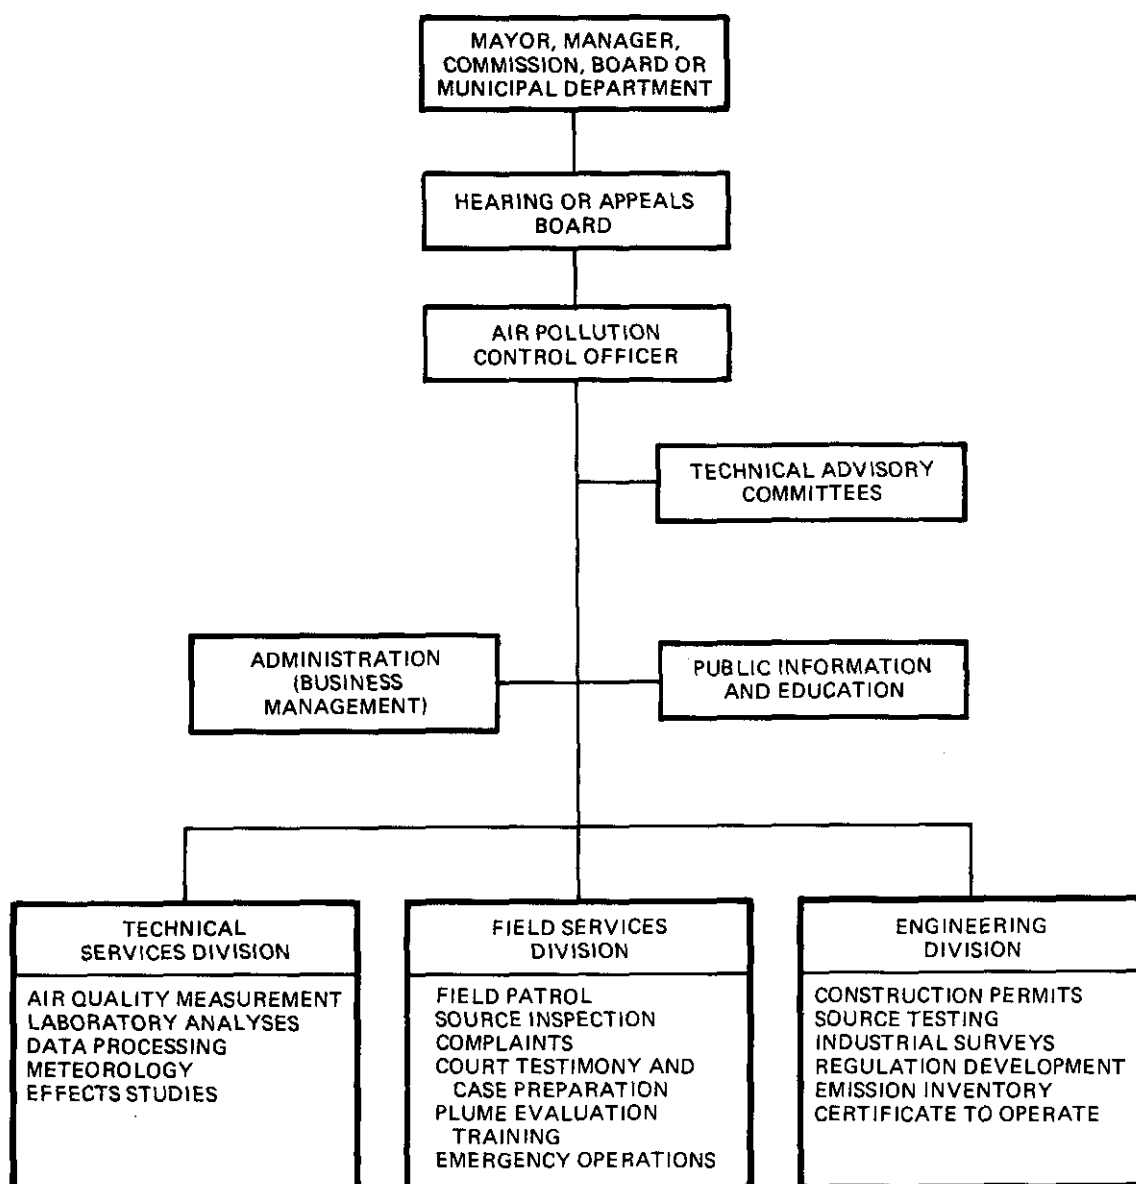 MAYOR, MANAGER,
COMMISSION, BOARD OR
MUNICIPAL DEPARTMENT
HEARING OR APPEALS
BOARD
AIR POLLUTION
CONTROL OFFICER
TECHNICAL ADVISORY
COMMITTEES
ADMINISTRATION
(BUSINESS
MANAGEMENT)
PUBLIC INFORMATION
AND EDUCATION
TECHNICAL
SERVICES DIVISION
AIR QUALITY MEASUREMENT
LABORATORY ANALYSES
DATA PROCESSING
METEOROLOGY
EFFECTS STUDIES
FIELD SERVICES
DIVISION
FIELD PATROL
SOURCE INSPECTION
COMPLAINTS
COURT TESTIMONY AND
CASE PREPARATION
PLUME EVALUATION
TRAINING
EMERGENCY OPERATIONS
ENGINEERING
DIVISION
CONSTRUCTION PERMITS
SOURCE TESTING
INDUSTRIAL SURVEYS
REGULATION DEVELOPMENT
EMISSION INVENTORY
CERTIFICATE TO OPERATE